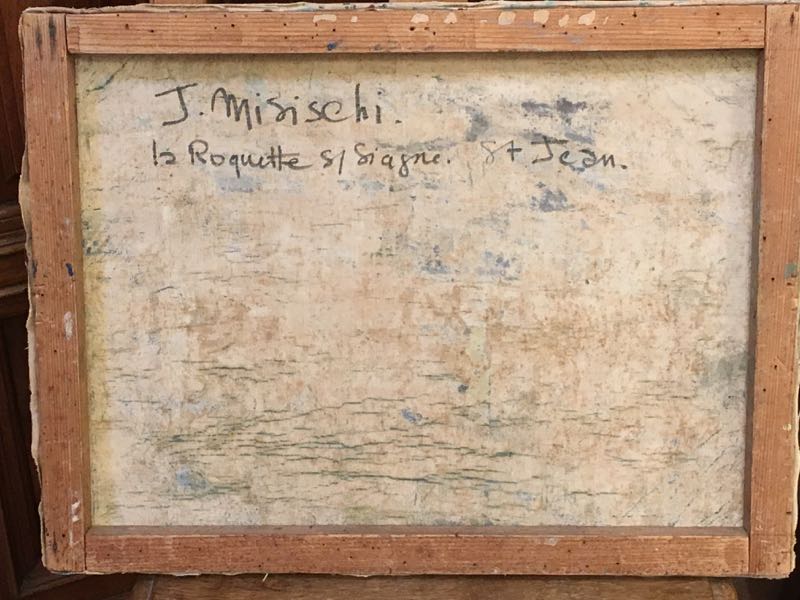 J. Misischi.
la Roquette s/ Siagne. St Jean.